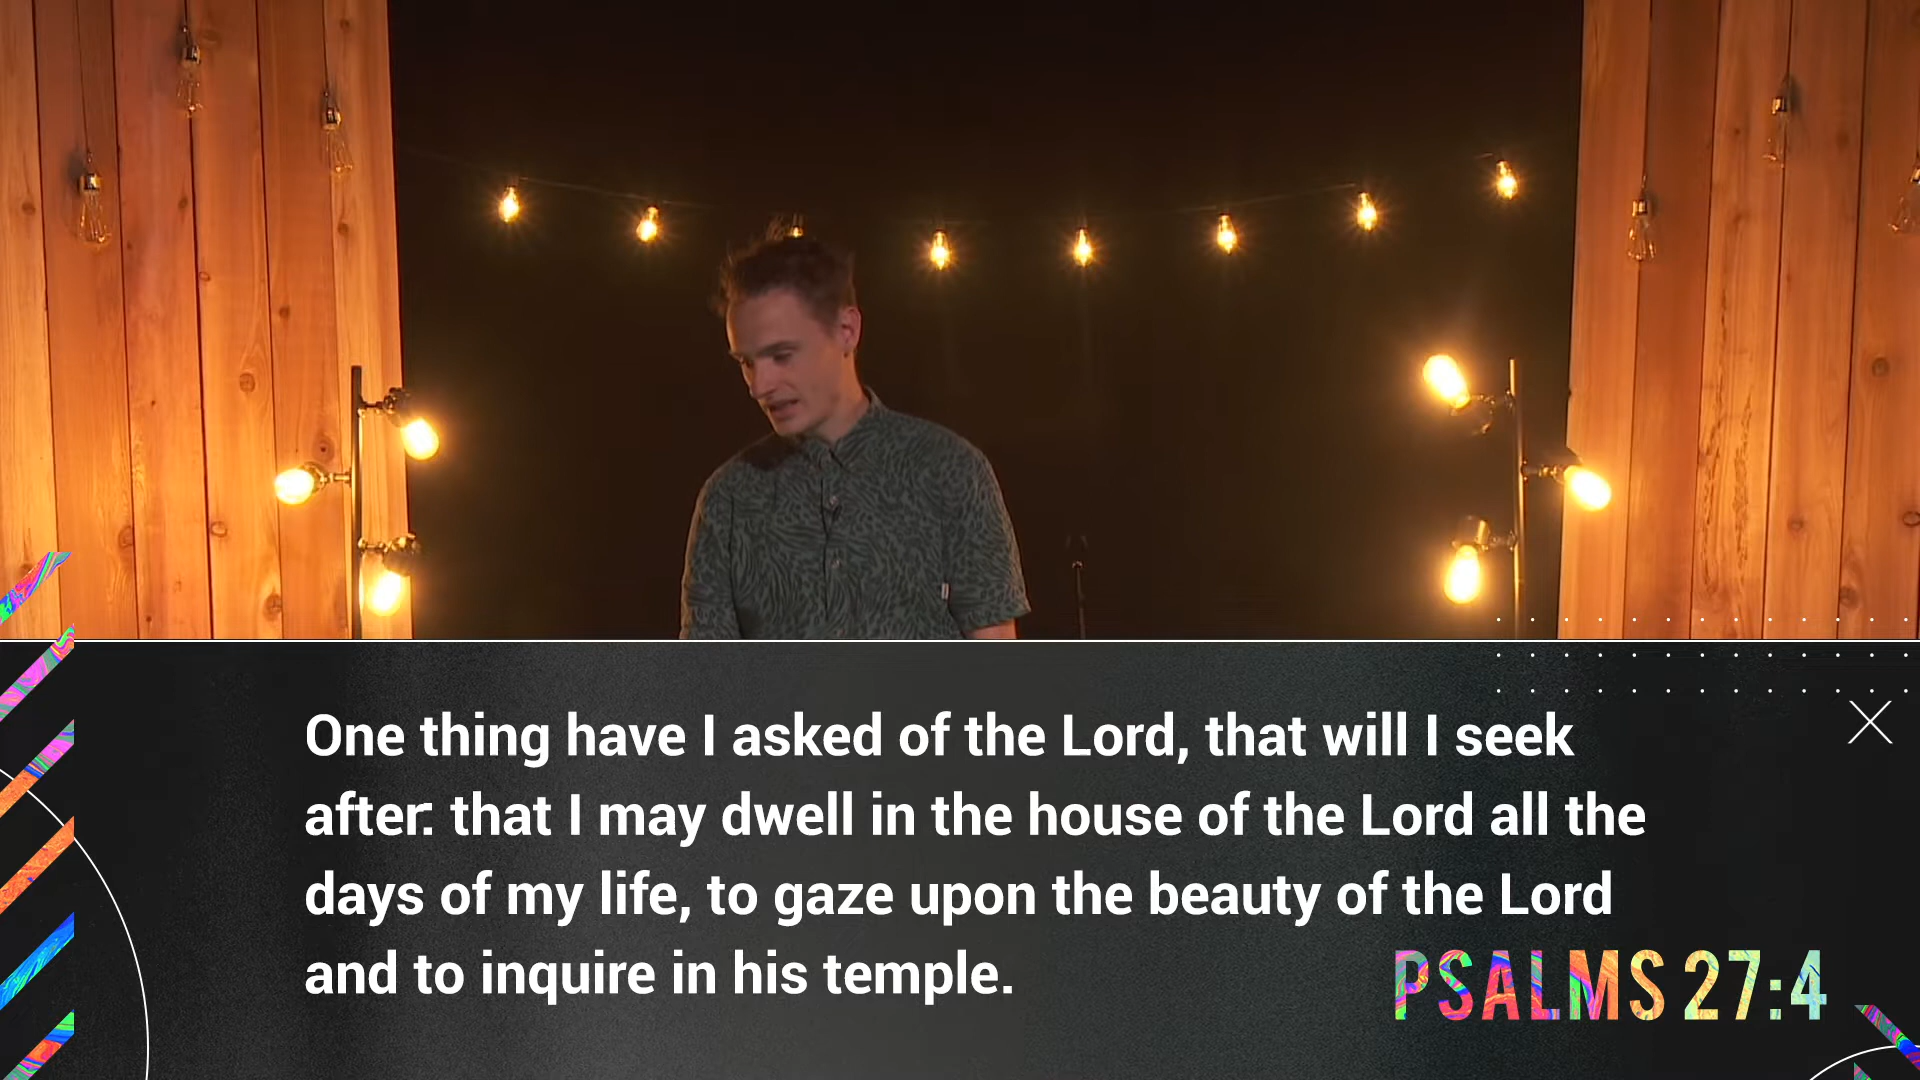 One thing have I asked of the Lord, that will I seek
after: that I may dwell in the house of the Lord all the
days of my life, to gaze upon the beauty of the Lord
and to inquire in his temple.
PSALMS 27:4